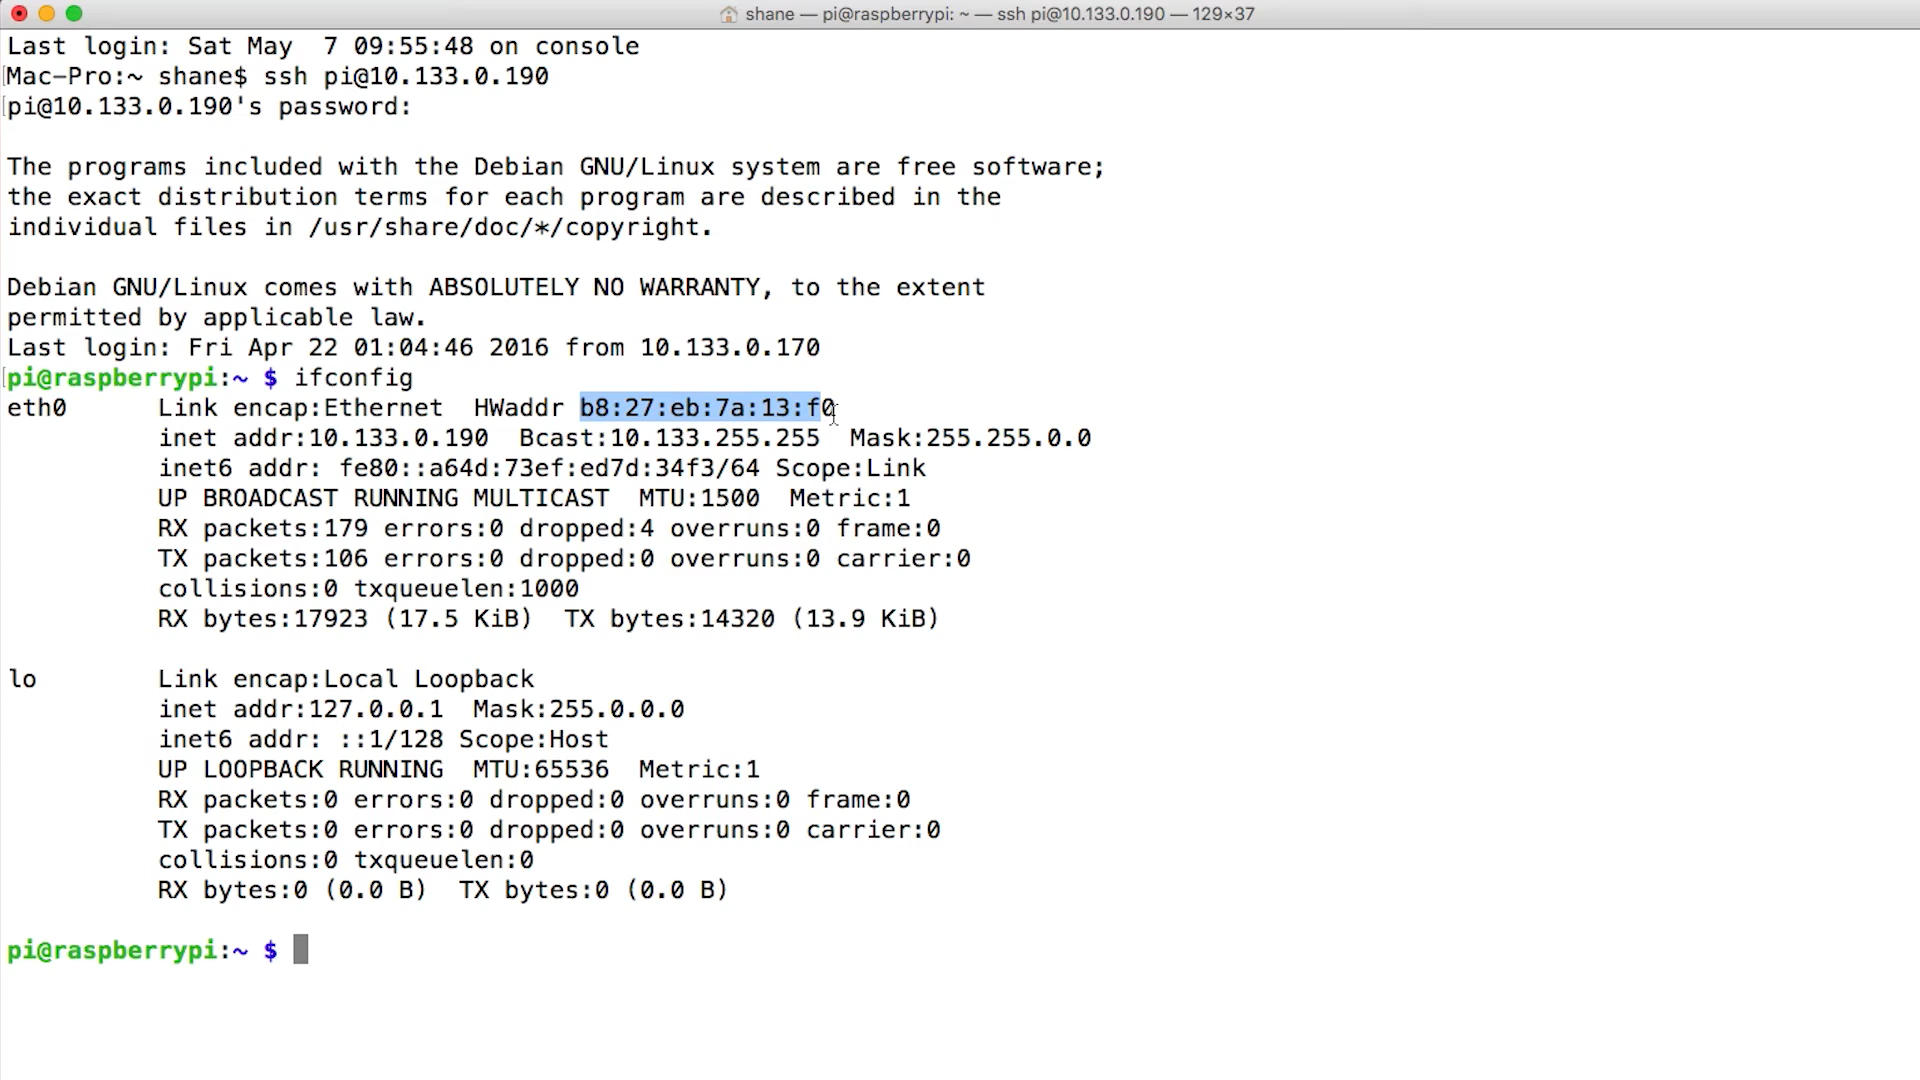 shane — pi@raspberrypi: ~ — ssh pi@10.133.0.190 — 129×37
Last login: Sat May  7 09:55:48 on console
[Mac-Pro:~ shane$ ssh pi@10.133.0.190
[pi@10.133.0.190's password:
The programs included with the Debian GNU/Linux system are free software;
the exact distribution terms for each program are described in the
individual files in /usr/share/doc/*/copyright.
Debian GNU/Linux comes with ABSOLUTELY NO WARRANTY, to the extent
permitted by applicable law.
Last login: Fri Apr 22 01:04:46 2016 from 10.133.0.170
[pi@raspberrypi:~ $ ifconfig
eth0      Link encap:Ethernet  HWaddr b8:27:eb:7a:13:f0
          inet addr:10.133.0.190  Bcast:10.133.255.255  Mask:255.255.0.0
          inet6 addr: fe80::a64d:73ef:ed7d:34f3/64 Scope:Link
          UP BROADCAST RUNNING MULTICAST  MTU:1500  Metric:1
          RX packets:179 errors:0 dropped:4 overruns:0 frame:0
          TX packets:106 errors:0 dropped:0 overruns:0 carrier:0
          collisions:0 txqueuelen:1000
          RX bytes:17923 (17.5 KiB)  TX bytes:14320 (13.9 KiB)
lo        Link encap:Local Loopback
          inet addr:127.0.0.1  Mask:255.0.0.0
          inet6 addr: ::1/128 Scope:Host
          UP LOOPBACK RUNNING  MTU:65536  Metric:1
          RX packets:0 errors:0 dropped:0 overruns:0 frame:0
          TX packets:0 errors:0 dropped:0 overruns:0 carrier:0
          collisions:0 txqueuelen:0
          RX bytes:0 (0.0 B)  TX bytes:0 (0.0 B)
pi@raspberrypi:~ $